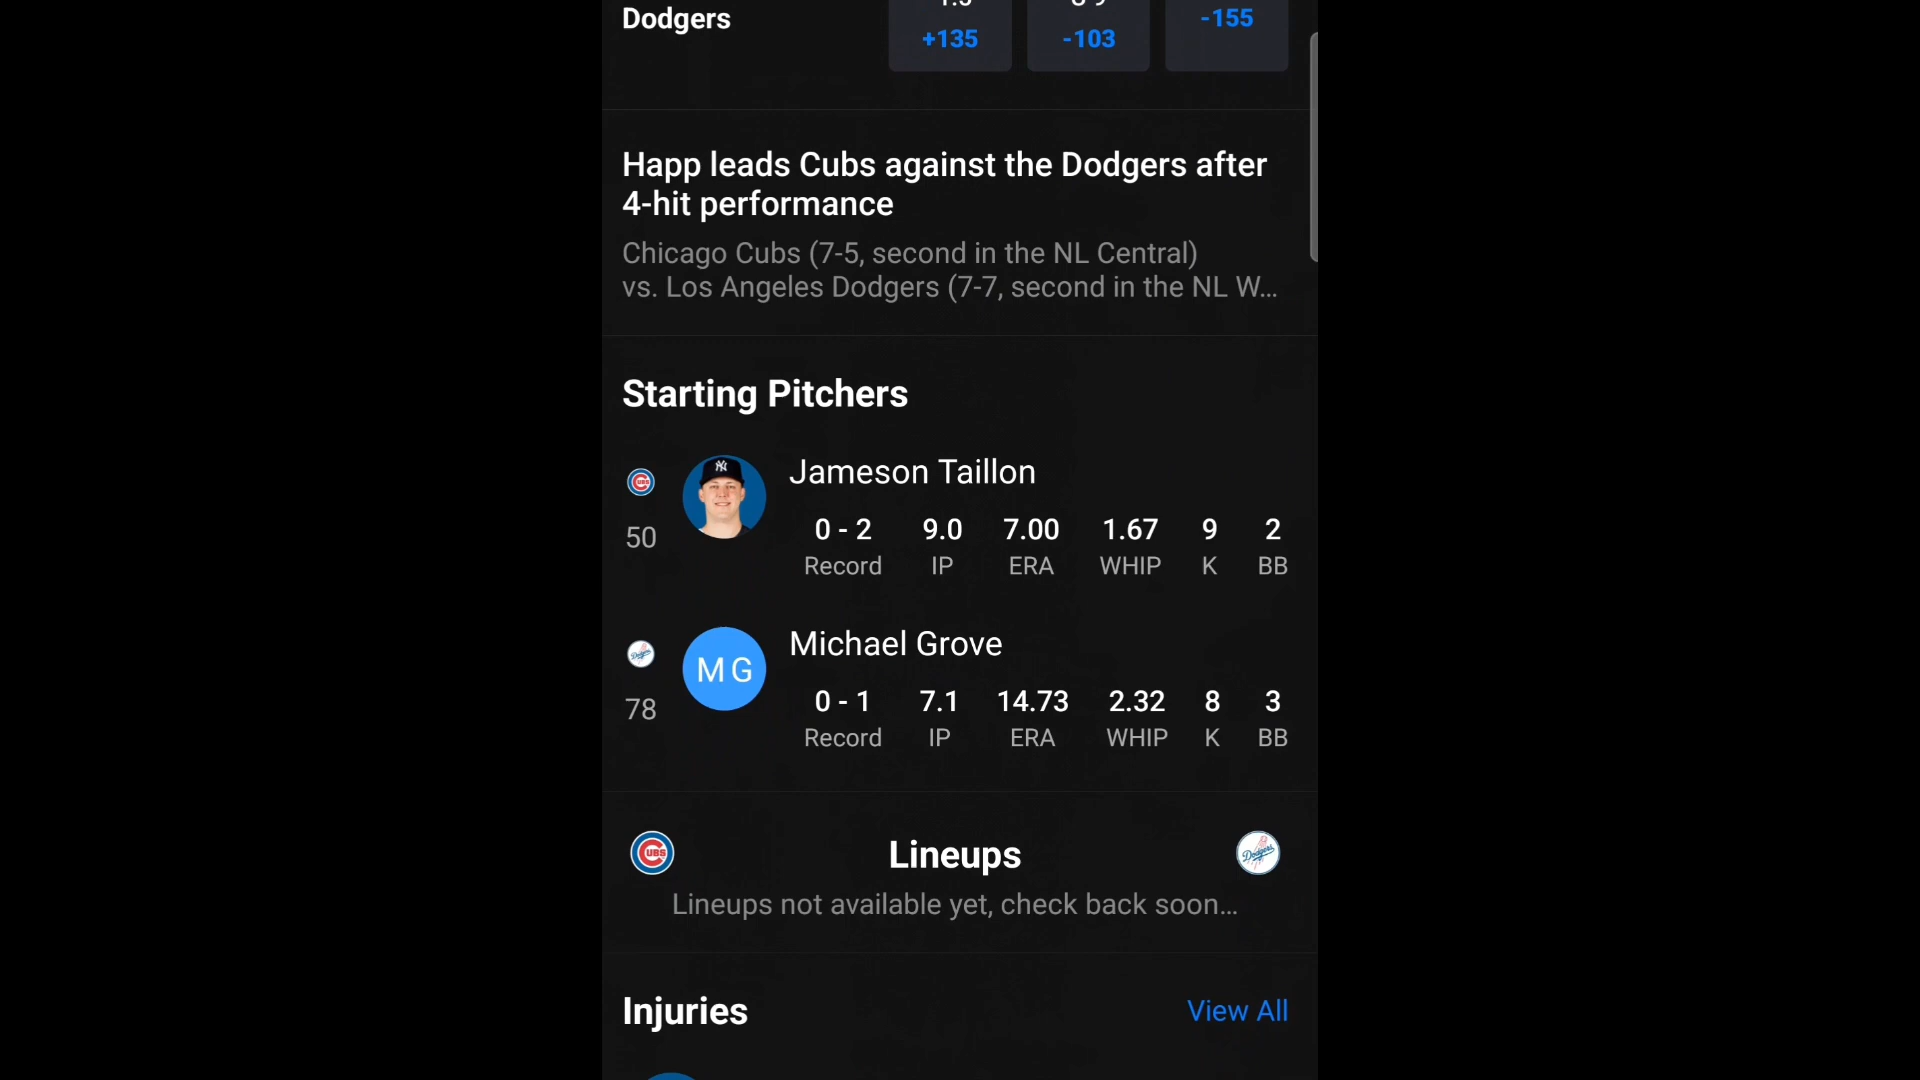 Dodgers
+135
-103
-155
Happ leads Cubs against the Dodgers after
4-hit performance
Chicago Cubs (7-5, second in the NL Central)
vs. Los Angeles Dodgers (7-7, second in the NL W...
Starting Pitchers
Jameson Taillon
50
0 - 2 9.0 7.00 1.67 9 2
Record IP ERA WHIP K BB
Michael Grove
MG
78
0 - 1 7.1 14.73 2.32 8 3
Record IP ERA WHIP K BB
CUBS
Lineups
Dodgers
Lineups not available yet, check back soon...
Injuries
View All